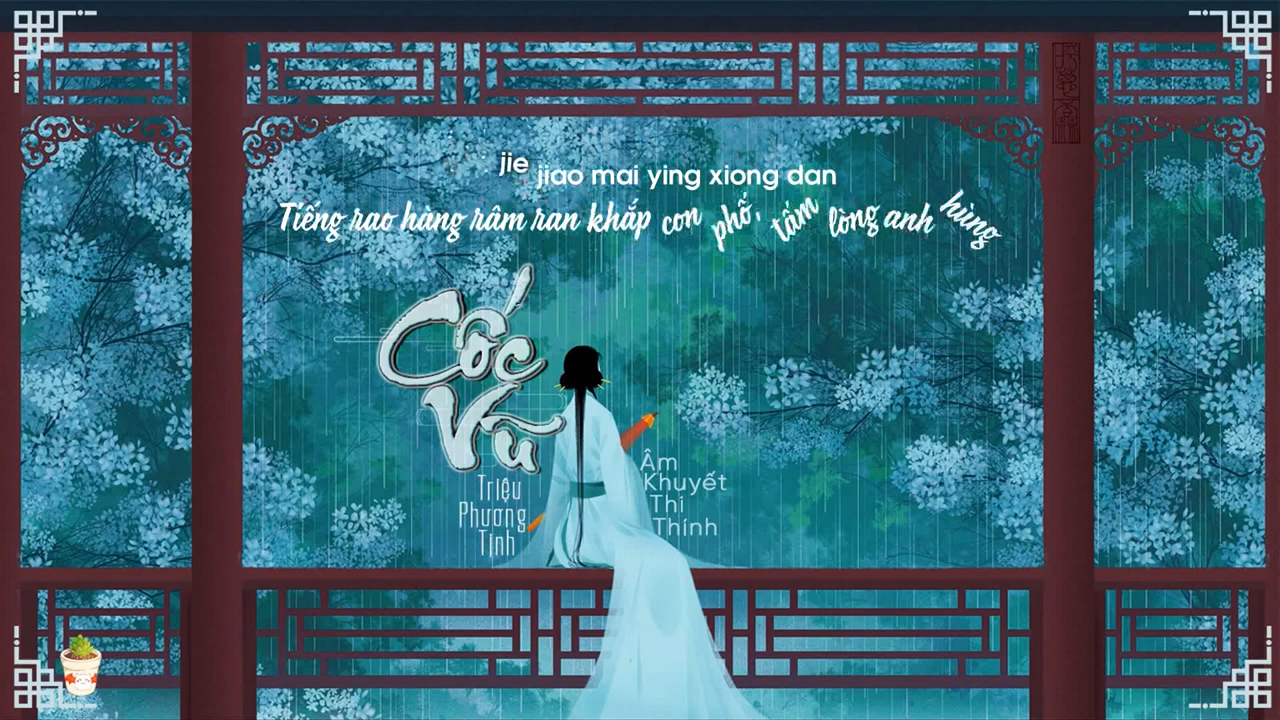 jie jiao mai ying xiong dan
Tiếng rao hàng râm ran khắp con phố, tấm lòng anh hùng
Cốc
Vũ
Triệu
Phương
Tịnh
Âm
Khuyết
Thi
Thính